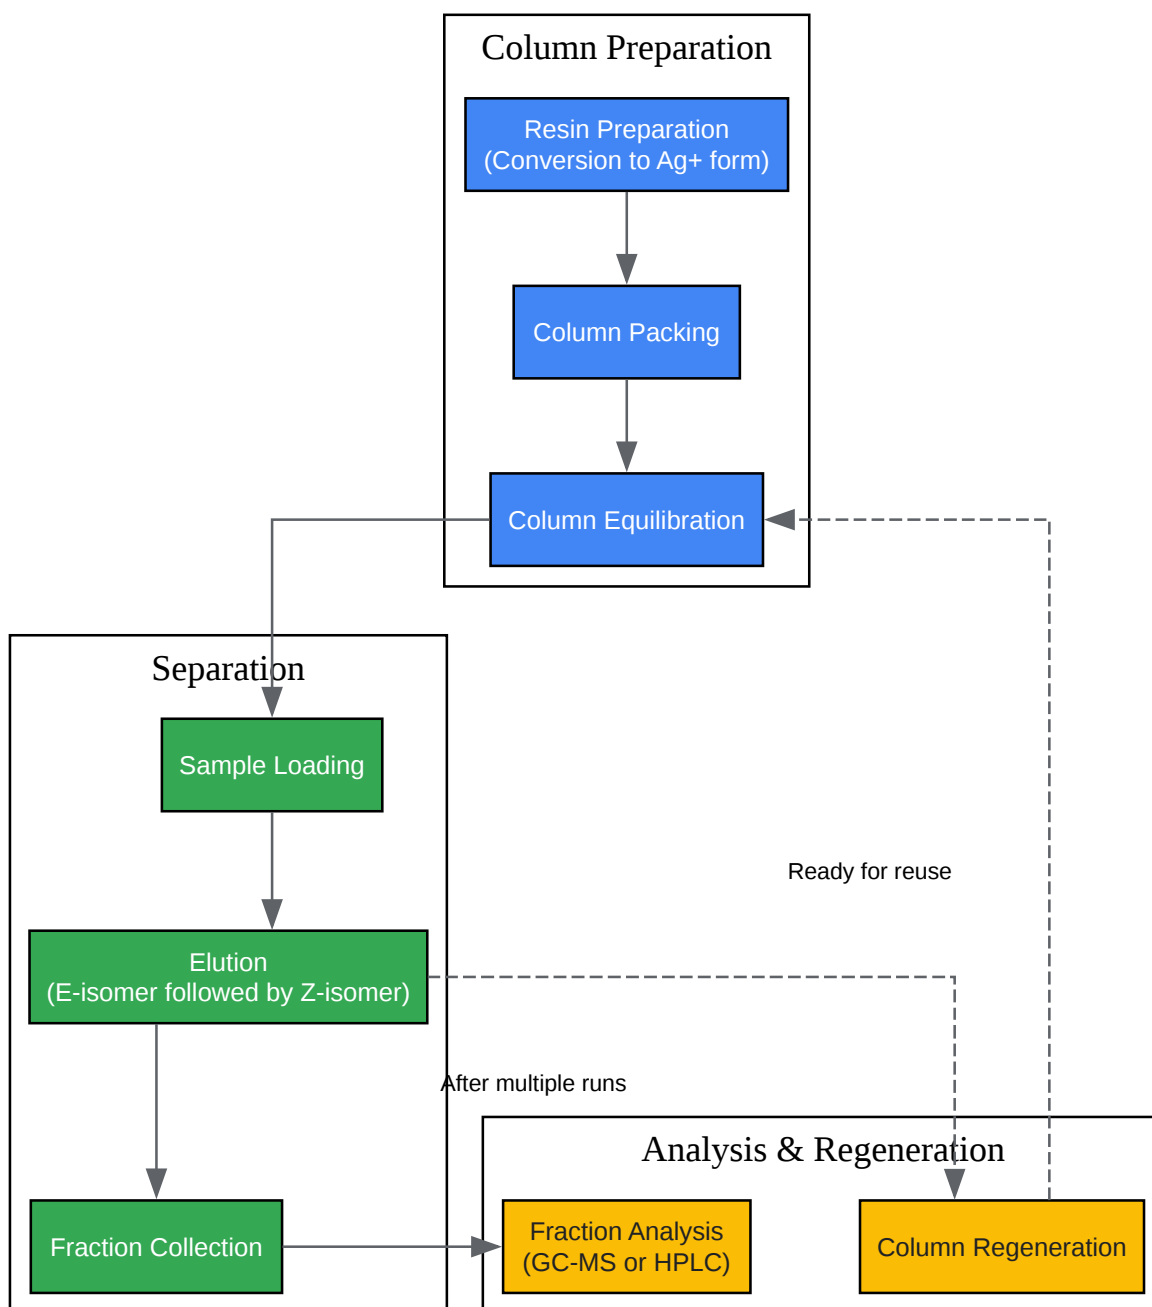 Column Preparation
Resin Preparation
(Conversion to Ag+ form)
Column Packing
Column Equilibration
Separation
Sample Loading
Ready for reuse
Elution
(E-isomer followed by Z-isomer)
After multiple runs
Analysis & Regeneration
Fraction Collection
Fraction Analysis
(GC-MS or HPLC)
Column Regeneration